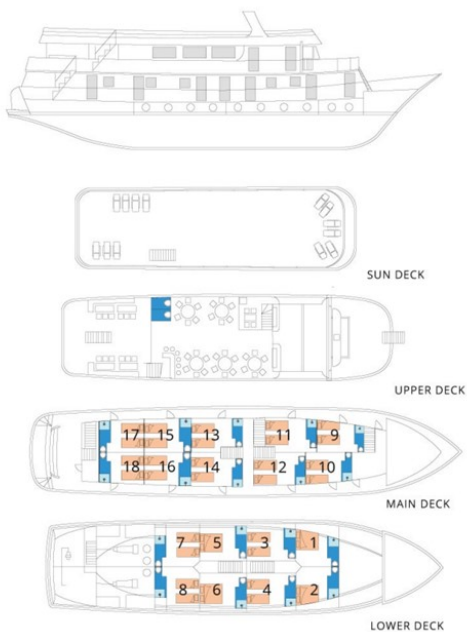 SUN DECK
UPPER DECK
17 15 13 11 9
18 16 14 12 10
MAIN DECK
7 5 3 1
8 6 4 2
LOWER DECK